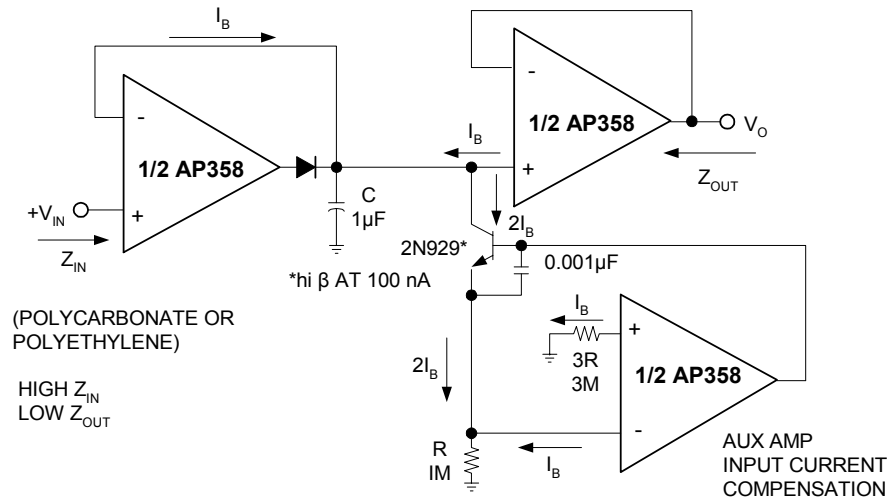 I_B
-
1/2 AP358
+
+V_IN
Z_IN
C
1µF
I_B
-
1/2 AP358
+
V_O
Z_OUT
2I_B
2N929*
0.001µF
*hi β AT 100 nA
(POLYCARBONATE OR
POLYETHYLENE)
HIGH Z_IN
LOW Z_OUT
I_B
3R
3M
+
1/2 AP358
-
2I_B
R
IM
I_B
AUX AMP
INPUT CURRENT
COMPENSATION